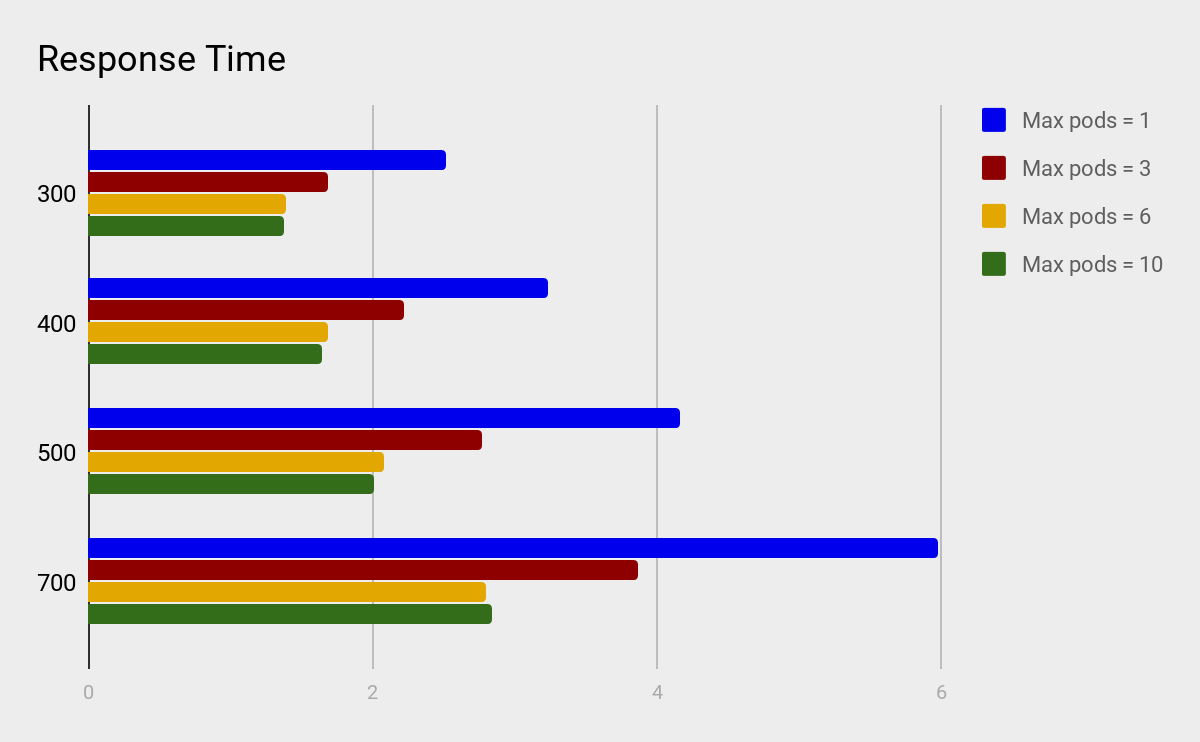 Response Time
Max pods = 1
Max pods = 3
Max pods = 6
Max pods = 10
300
400
500
700
0 2 4 6